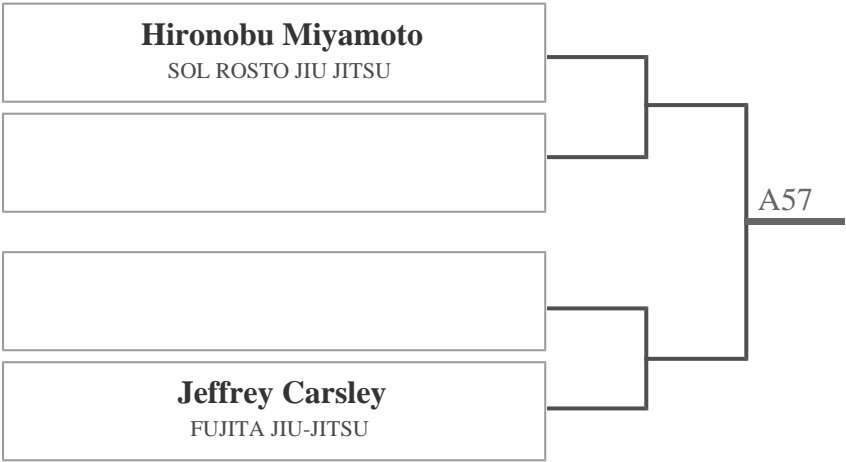 Hironobu Miyamoto
SOL ROSTO JIU JITSU
A57
Jeffrey Carsley
FUJITA JIU-JITSU